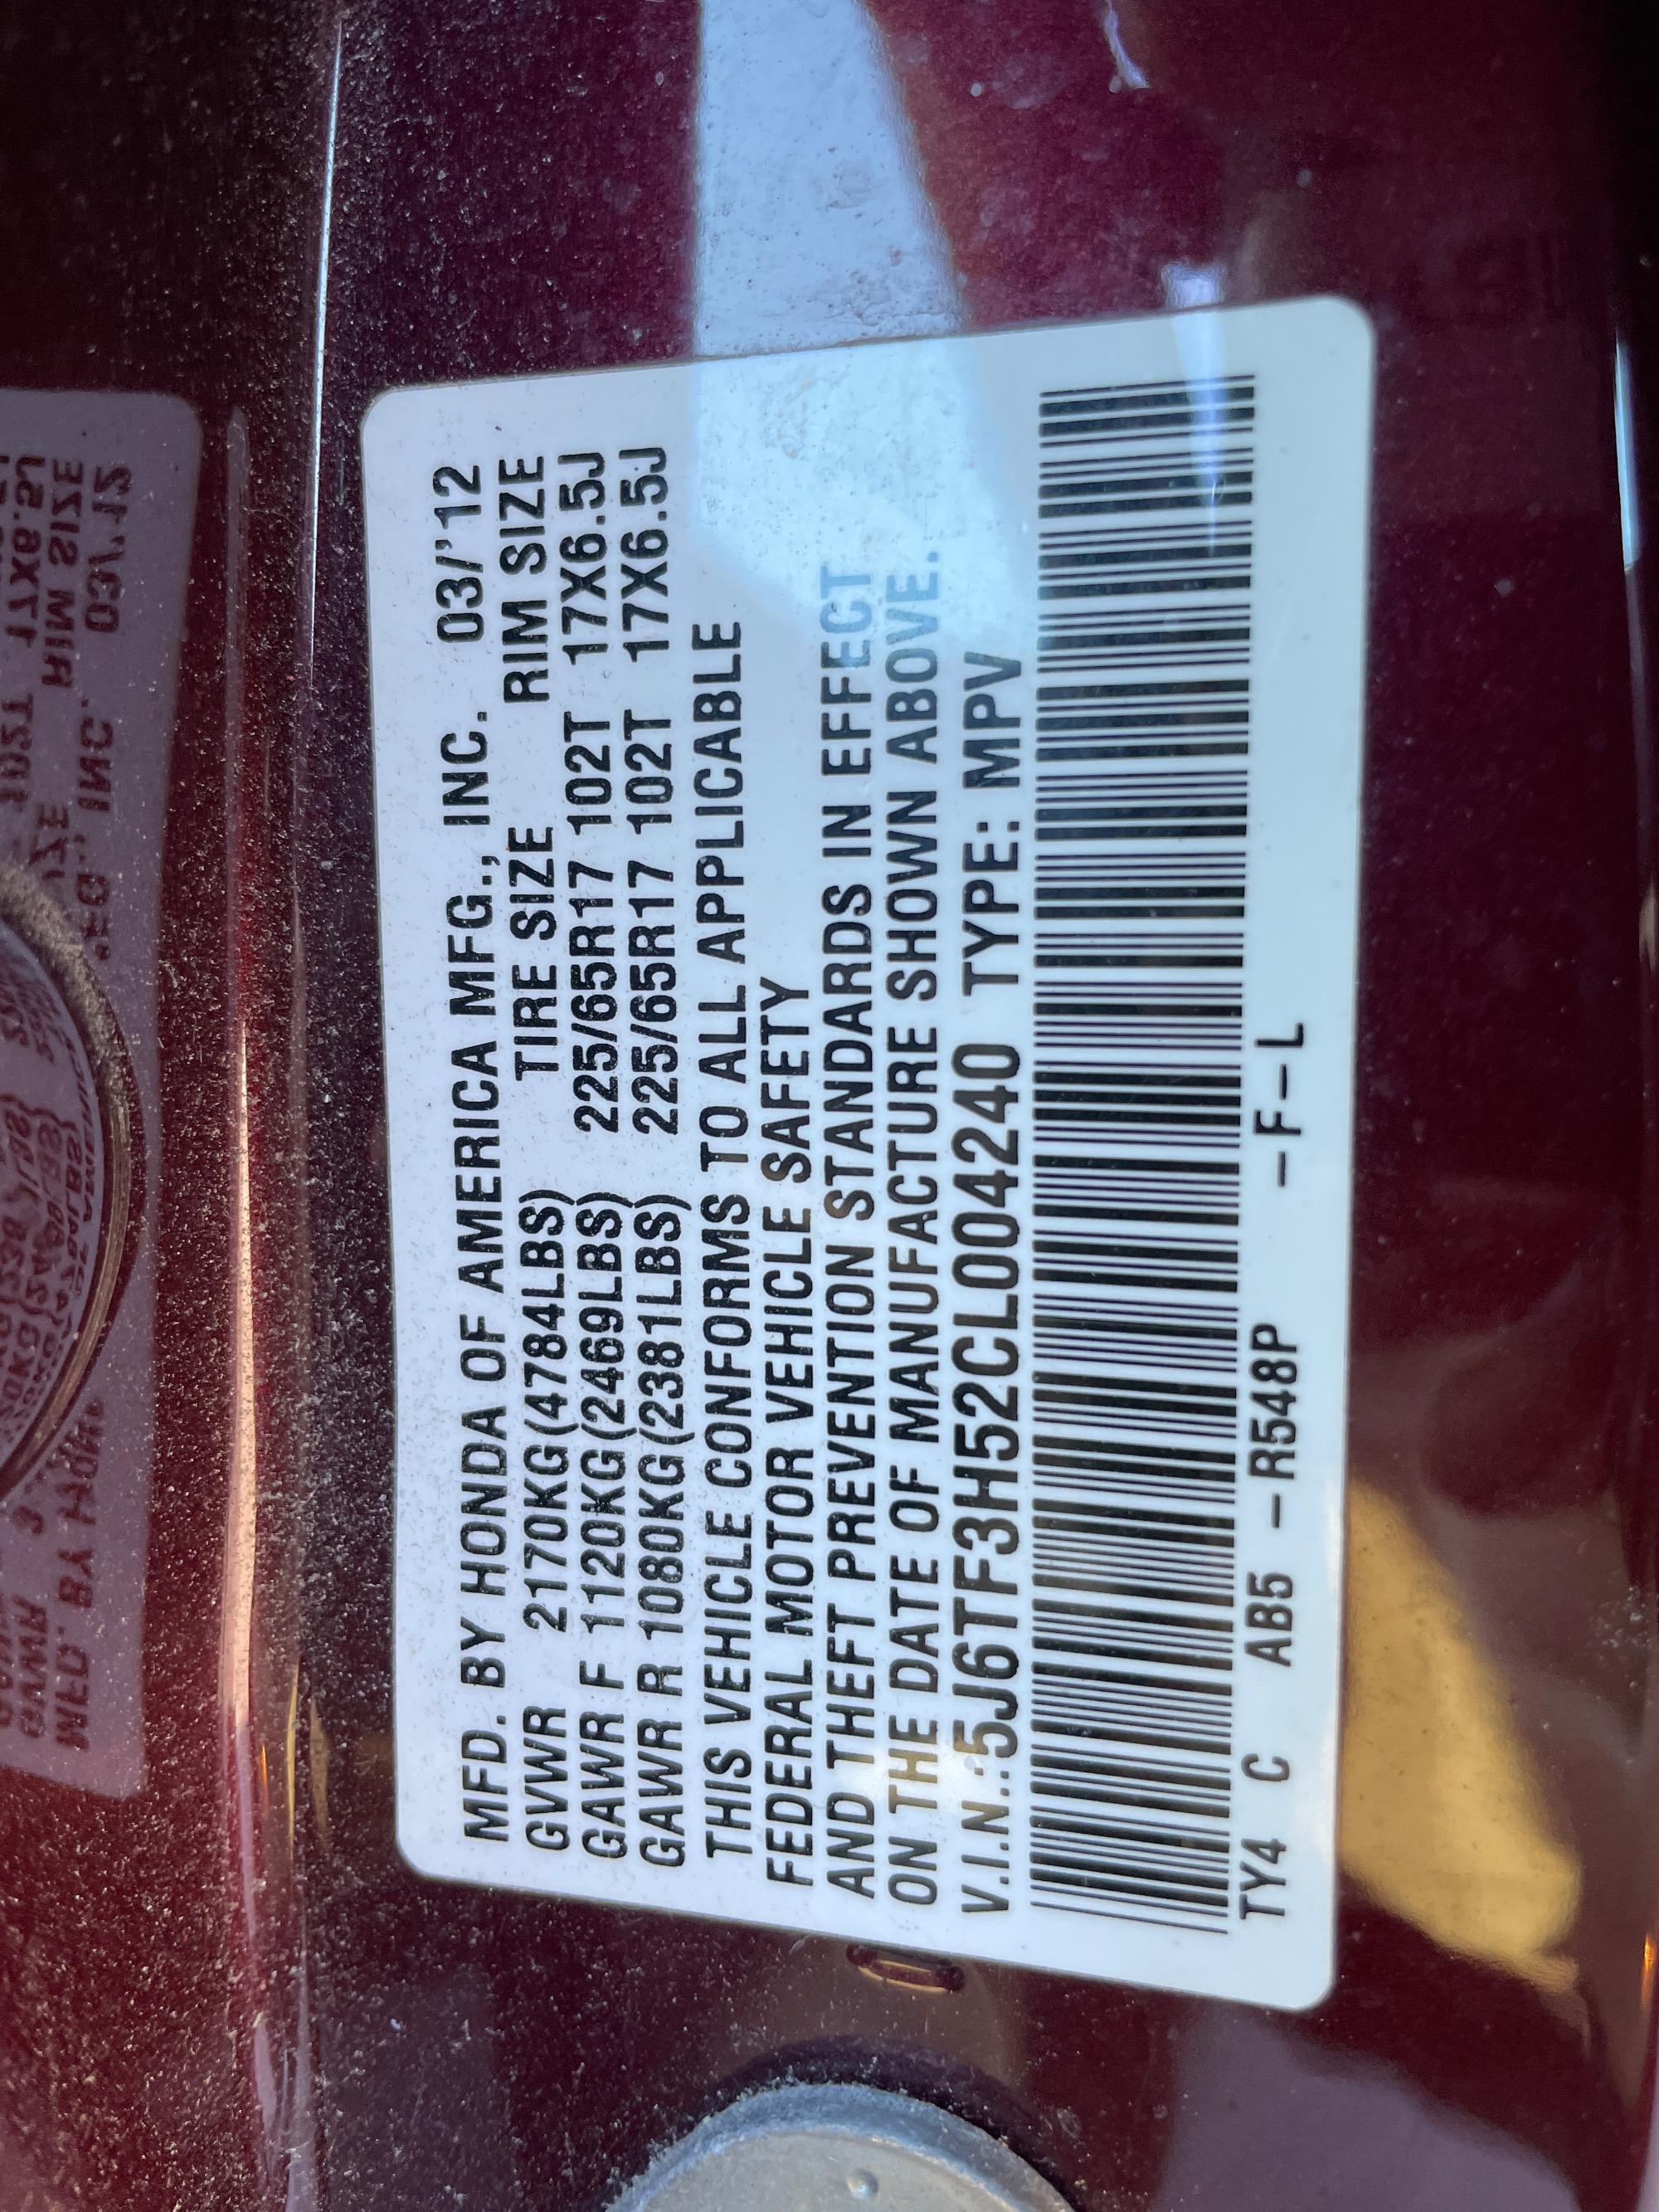 MFD. BY HONDA OF AMERICA MFG., INC. 03/'12
TIRE SIZE RIM SIZE
GVWR 2170KG(4784LBS)
GAWR F 1120KG(2469LBS) 225/65R17 102T 17X6.5J
GAWR R 1080KG(2381LBS) 225/65R17 102T 17X6.5J
THIS VEHICLE CONFORMS TO ALL APPLICABLE
FEDERAL MOTOR VEHICLE SAFETY
AND THEFT PREVENTION STANDARDS IN EFFECT
ON THE DATE OF MANUFACTURE SHOWN ABOVE.
V.I.N.:5J6TF3H52CL004240 TYPE: MPV
TY4 C AB5 -R548P -F-L